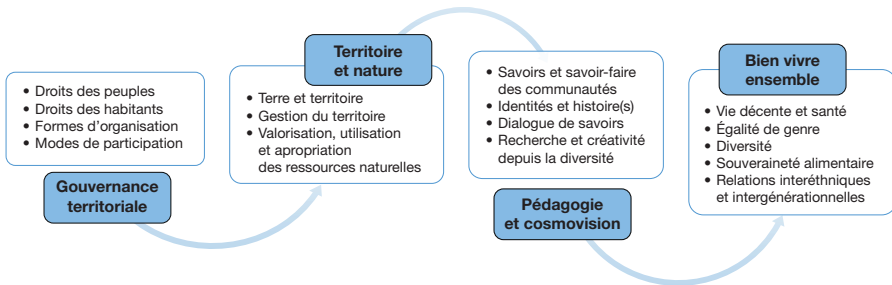 • Droits des peuples
• Droits des habitants
• Formes d'organisation
• Modes de participation
Gouvernance
territoriale
Territoire
et nature
• Terre et territoire
• Gestion du territoire
• Valorisation, utilisation
et apropriation
des ressources naturelles
• Savoirs et savoir-faire
des communautés
• Identités et histoire(s)
• Dialogue de savoirs
• Recherche et créativité
depuis la diversité
Pédagogie
et cosmovision
Bien vivre
ensemble
• Vie décente et santé
• Égalité de genre
• Diversité
• Souveraineté alimentaire
• Relations interéthniques
et intergénérationnelles